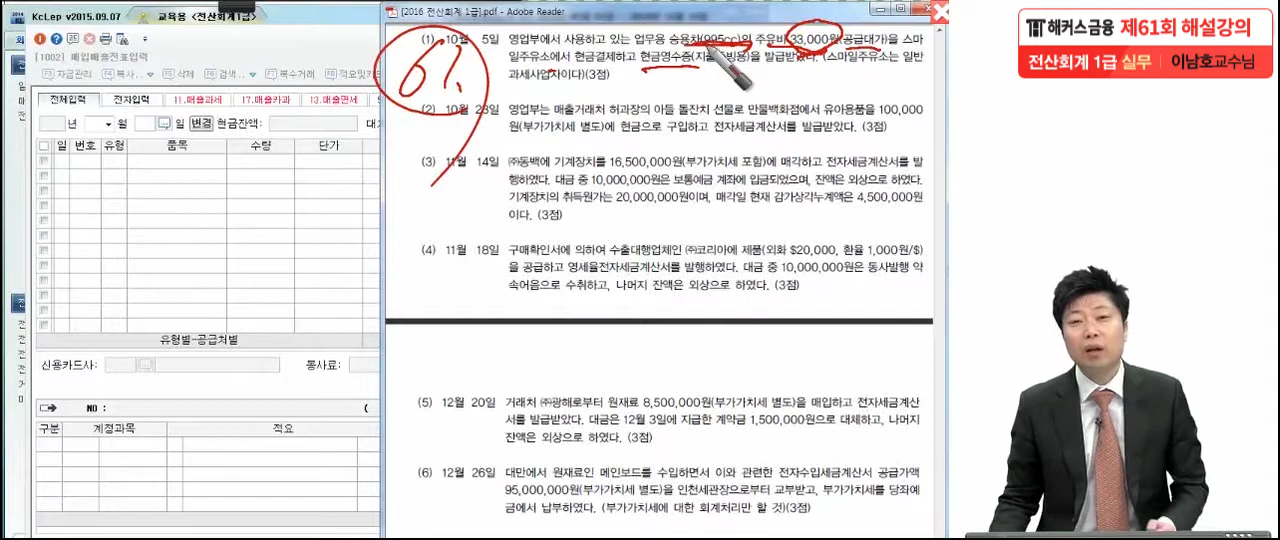 KcLep v2015.09.07
교육용 <전산회계1급>
[1002] 매입매출전표입력
F3 자금관리 F4 복사.. F5 삭제 F6 검색.. F7 복수거래
전체입력 전자입력 11.매출과세 17.매출카과 13.매출면세
년 월 일 변경 현금잔액:
일 번호 유형 품목 수량 단가
유형별-공급처별
신용카드사: 봉사료:
NO : (
구분 계정과목 적요
[2016 전산회계 1급].pdf - Adobe Reader
6%
(1) 10월 5일 영업부에서 사용하고 있는 업무용 승용차(995cc)의 주유비 33,000원(공급대가)을 스마
일주유소에서 현금결제하고 현금영수증(지출증빙용)을 발급받았다. (스마일주유소는 일반
과세사업자이다)(3점)
(2) 10월 23일 영업부는 매출거래처 허과장의 아들 돌잔치 선물로 만물백화점에서 유아용품을 100,000
원(부가가치세 별도)에 현금으로 구입하고 전자세금계산서를 발급받았다. (3점)
(3) 11월 14일 ㈜동백에 기계장치를 16,500,000원(부가가치세 포함)에 매각하고 전자세금계산서를 발
행하였다. 대금 중 10,000,000원은 보통예금 계좌에 입금되었으며, 잔액은 외상으로 하였다.
기계장치의 취득원가는 20,000,000원이며, 매각일 현재 감가상각누계액은 4,500,000원
이다. (3점)
(4) 11월 18일 구매확인서에 의하여 수출대행업체인 ㈜코리아에 제품(외화 $20,000, 환율 1,000원/$)
을 공급하고 영세율전자세금계산서를 발행하였다. 대금 중 10,000,000원은 동사발행 약
속어음으로 수취하고, 나머지 잔액은 외상으로 하였다. (3점)
(5) 12월 20일 거래처 ㈜광해로부터 원재료 8,500,000원(부가가치세 별도)을 매입하고 전자세금계산
서를 발급받았다. 대금은 12월 3일에 지급한 계약금 1,500,000원으로 대체하고, 나머지
잔액은 외상으로 하였다. (3점)
(6) 12월 26일 대만에서 원재료인 메인보드를 수입하면서 이와 관련한 전자수입세금계산서 공급가액
95,000,000원(부가가치세 별도)을 인천세관장으로부터 교부받고, 부가가치세를 당좌예
금에서 납부하였다. (부가가치세에 대한 회계처리만 할 것)(3점)
해커스금융 제61회 해설강의
전산회계 1급 실무 이남호교수님